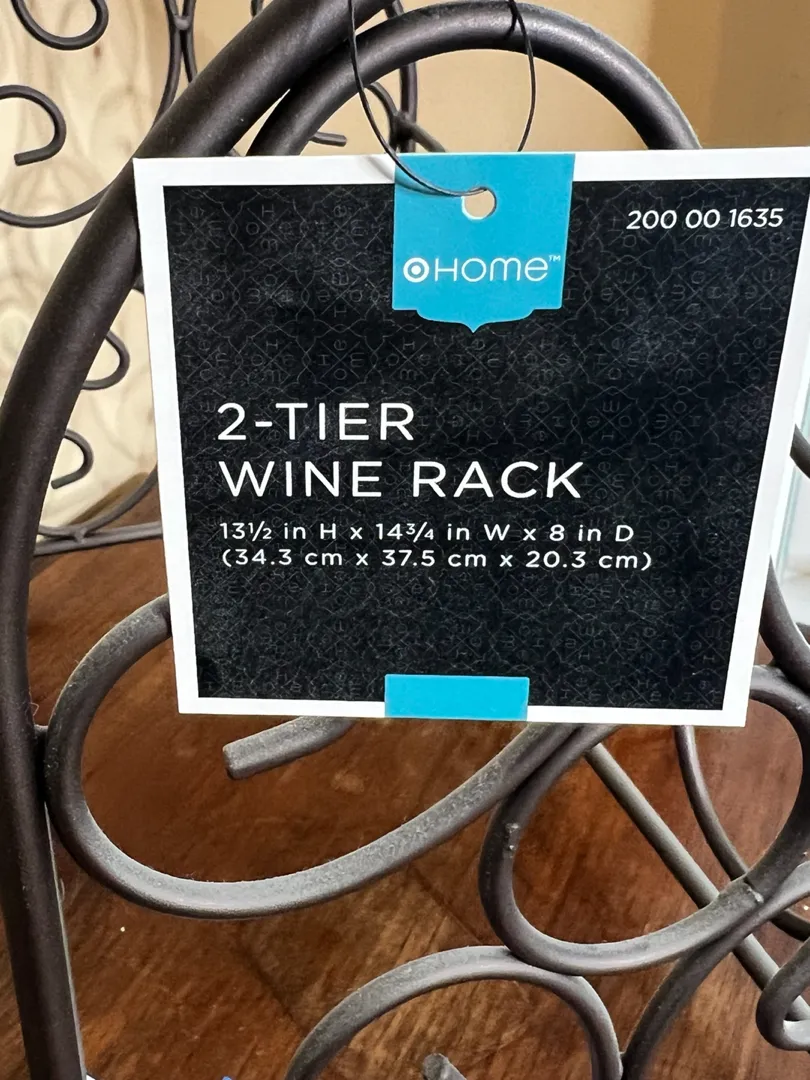 200 00 1635
HOMe™
2-TIER
WINE RACK
13½ in H x 14¾ in W x 8 in D
(34.3 cm x 37.5 cm x 20.3 cm)